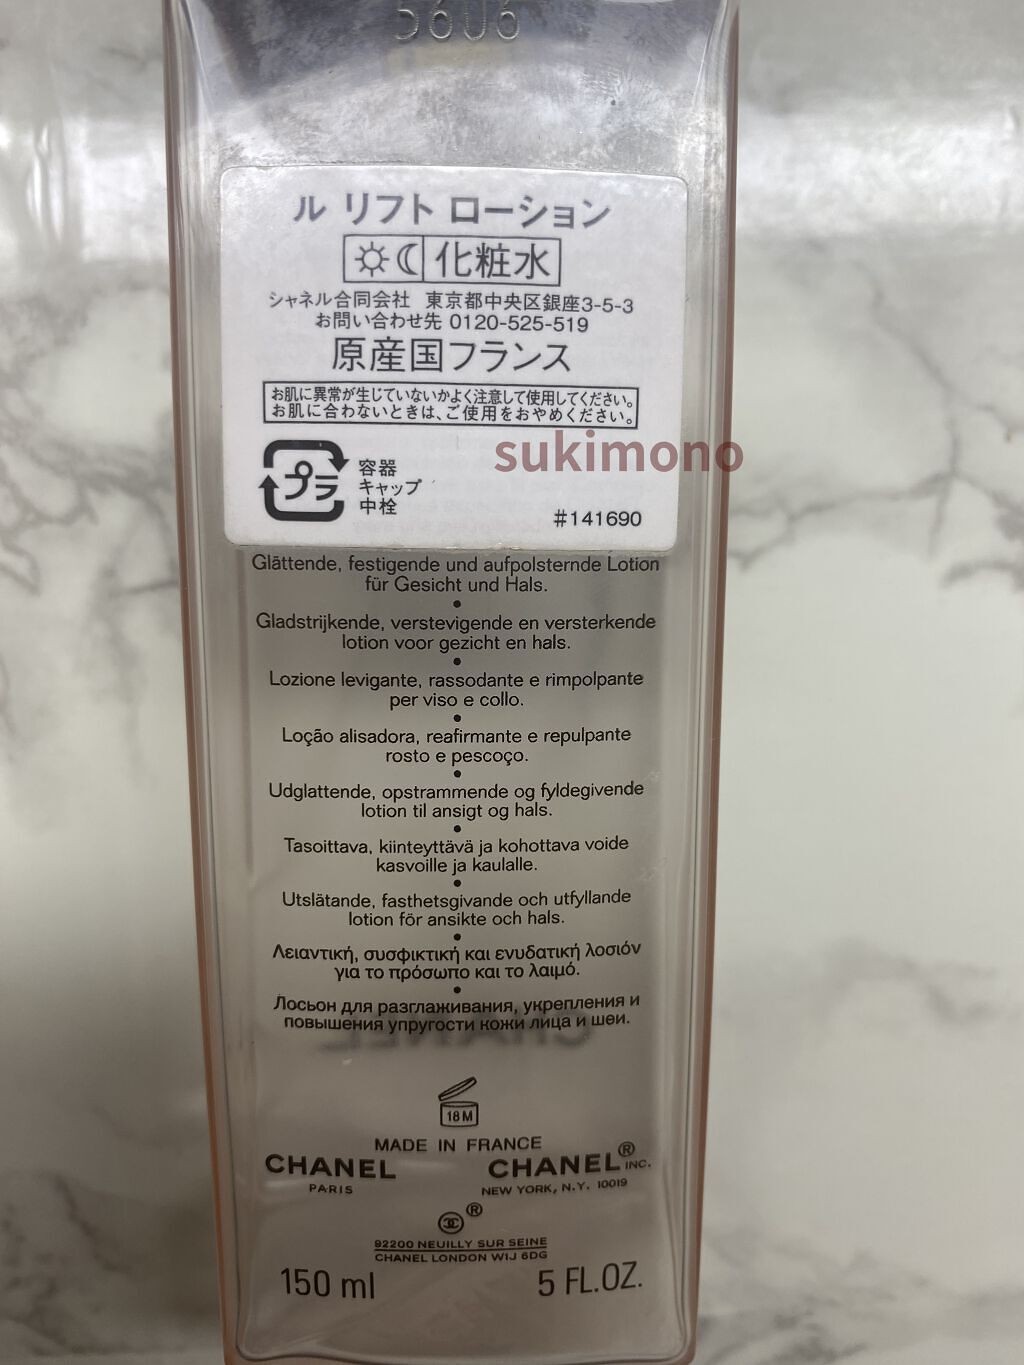 5606
ル リフト ローション
化粧水
シャネル合同会社 東京都中央区銀座3-5-3
お問い合わせ先 0120-525-519
原産国フランス
お肌に異常が生じていないかよく注意して使用してください。
お肌に合わないときは、ご使用をおやめください。
sukimono
プラ
容器
キャップ
中栓
#141690
Glättende, festigende und aufpolsternde Lotion
für Gesicht und Hals.
Gladstrijkende, verstevigende en versterkende
lotion voor gezicht en hals.
Lozione levigante, rassodante e rimpolpante
per viso e collo.
Loção alisadora, reafirmante e repulpante
rosto e pescoço.
Udglattende, opstrammende og fyldegivende
lotion til ansigt og hals.
Tasoittava, kiinteyttävä ja kohottava voide
kasvoille ja kaulalle.
Utslätande, fasthetsgivande och utfyllande
lotion för ansikte och hals.
Λειαντική, συσφικτική και ενυδατική λοσιόν
για το πρόσωπο και το λαιμό.
Лосьон для разглаживания, укрепления и
повышения упругости кожи лица и шеи.
CHANEL
18M
MADE IN FRANCE
CHANEL CHANEL® INC.
PARIS NEW YORK, N.Y. 10019
®
92200 NEUILLY SUR SEINE
CHANEL LONDON W1J 6DG
150 ml 5 FL.OZ.